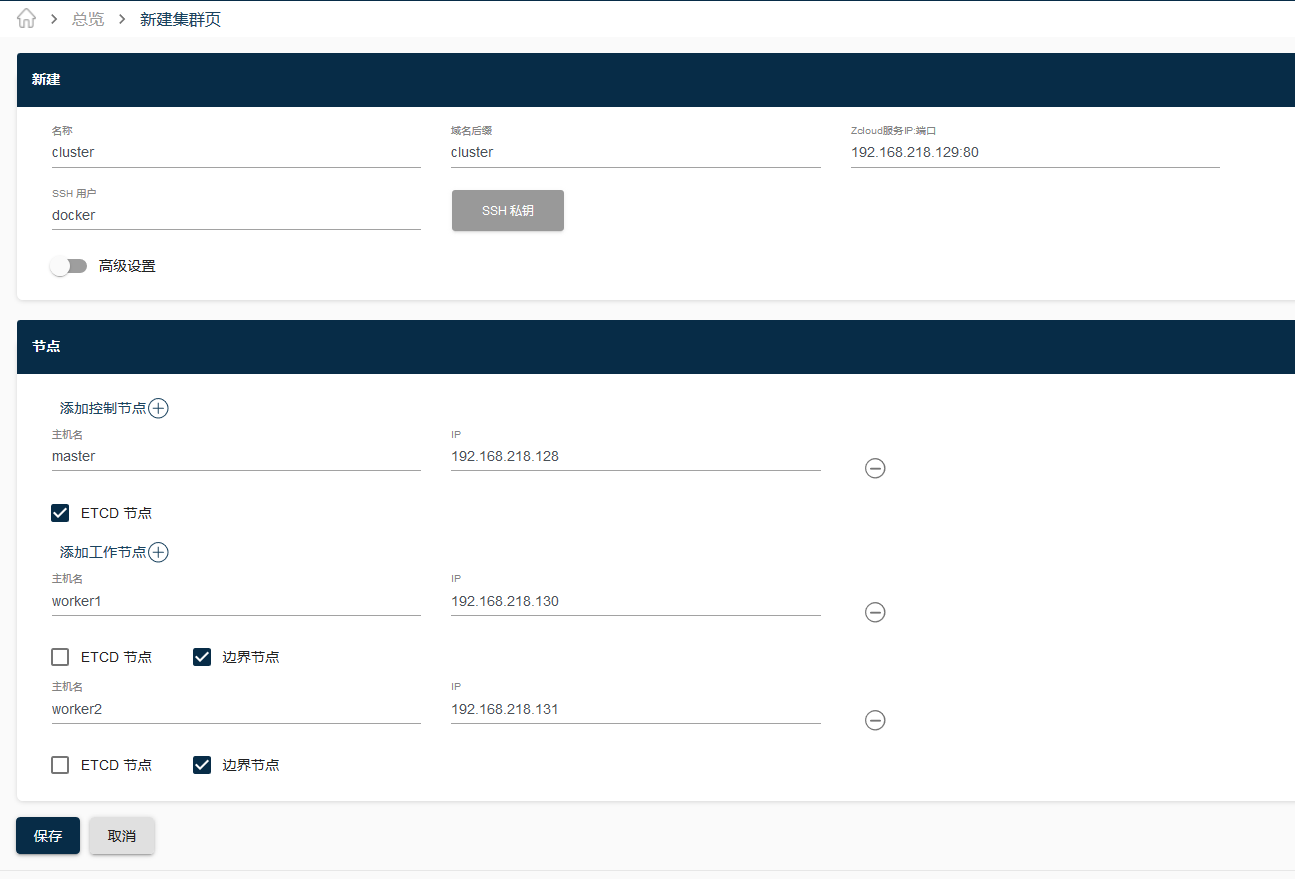 总览 新建集群页
新建
名称 域名后缀 Zcloud服务IP:端口
cluster cluster 192.168.218.129:80
SSH 用户
docker SSH 私钥
高级设置
节点
添加控制节点
主机名 IP
master 192.168.218.128
ETCD 节点
添加工作节点
主机名 IP
worker1 192.168.218.130
ETCD 节点 边界节点
主机名 IP
worker2 192.168.218.131
ETCD 节点 边界节点
保存 取消